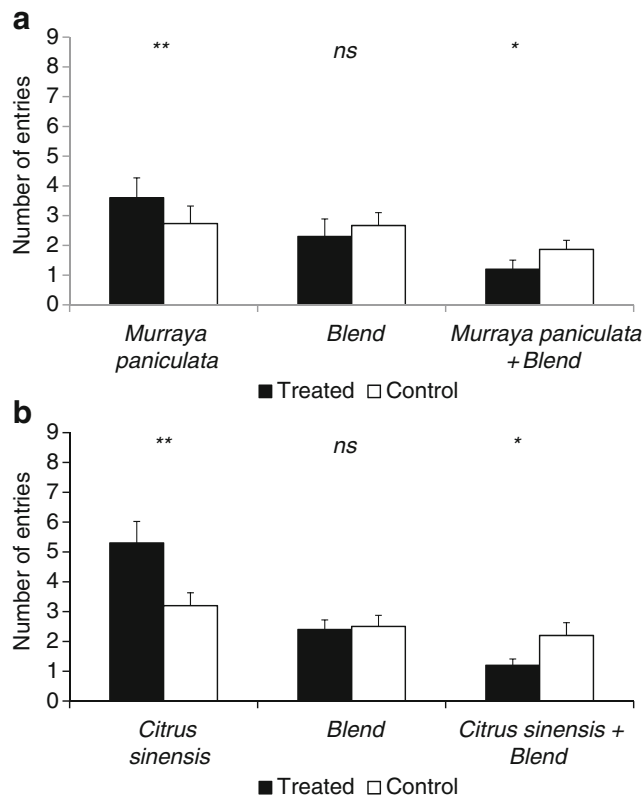 a
Number of entries
9
8
7
6
5
4
3
2
1
0
** ns *
Murraya Blend Murraya paniculata
paniculata + Blend
■ Treated □ Control
b
Number of entries
9
8
7
6
5
4
3
2
1
0
** ns *
Citrus Blend Citrus sinensis +
sinensis Blend
■ Treated □ Control